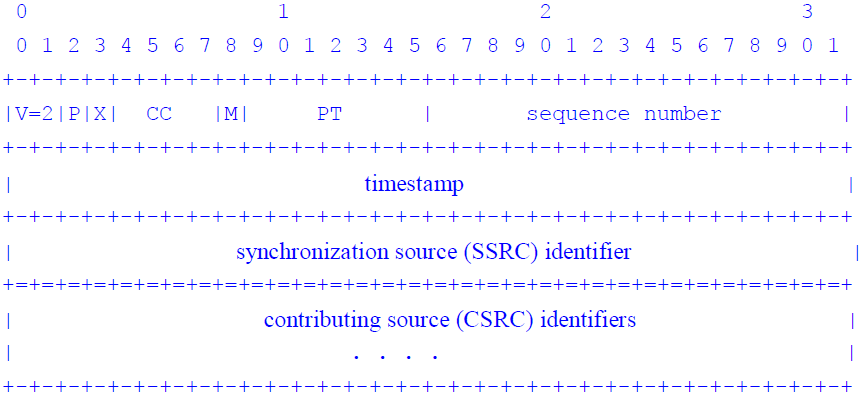 0                   1                   2                   3
0 1 2 3 4 5 6 7 8 9 0 1 2 3 4 5 6 7 8 9 0 1 2 3 4 5 6 7 8 9 0 1
+-+-+-+-+-+-+-+-+-+-+-+-+-+-+-+-+-+-+-+-+-+-+-+-+-+-+-+-+-+-+-+-+
|V=2|P|X|  CC   |M|     PT      |       sequence number         |
+-+-+-+-+-+-+-+-+-+-+-+-+-+-+-+-+-+-+-+-+-+-+-+-+-+-+-+-+-+-+-+-+
|                           timestamp                           |
+-+-+-+-+-+-+-+-+-+-+-+-+-+-+-+-+-+-+-+-+-+-+-+-+-+-+-+-+-+-+-+-+
|           synchronization source (SSRC) identifier            |
+=+=+=+=+=+=+=+=+=+=+=+=+=+=+=+=+=+=+=+=+=+=+=+=+=+=+=+=+=+=+=+=+
|            contributing source (CSRC) identifiers             |
|                           . . . .                             |
+-+-+-+-+-+-+-+-+-+-+-+-+-+-+-+-+-+-+-+-+-+-+-+-+-+-+-+-+-+-+-+-+